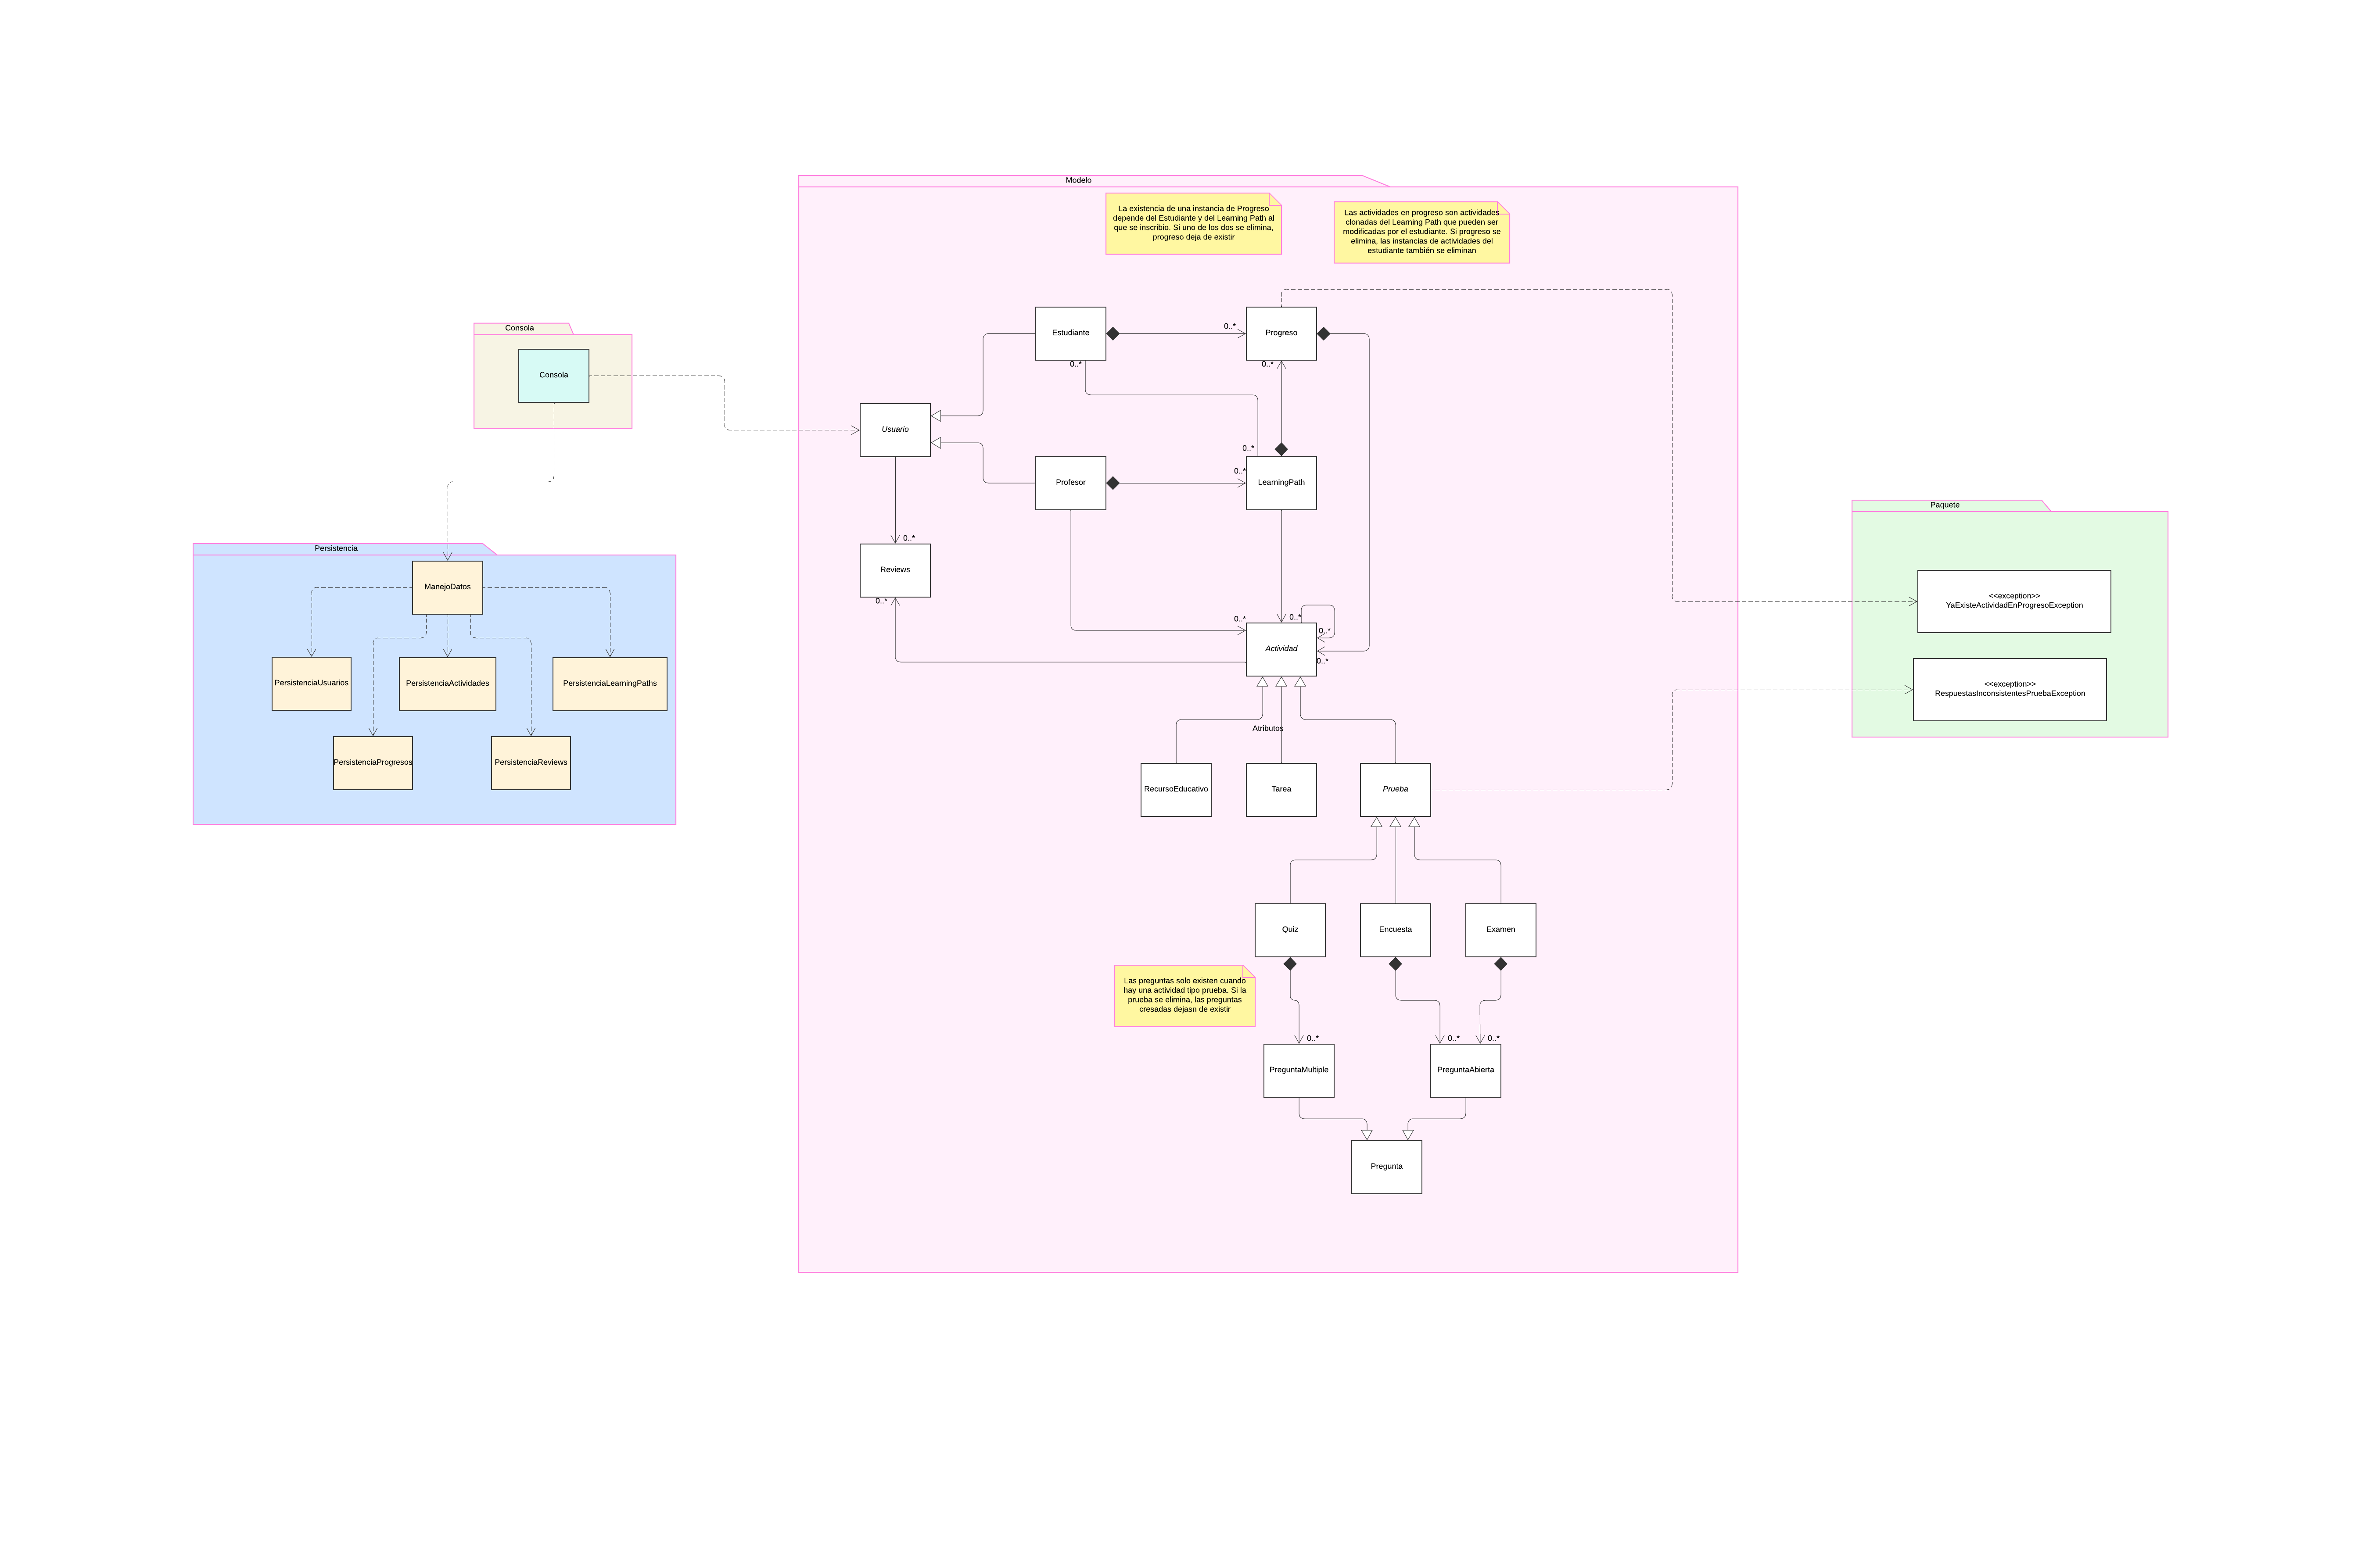 Modelo
La existencia de una instancia de Progreso
depende del Estudiante y del Learning Path al
que se inscribio. Si uno de los dos se elimina,
progreso deja de existir
Las actividades en progreso son actividades
clonadas del Learning Path que pueden ser
modificadas por el estudiante. Si progreso se
elimina, las instancias de actividades del
estudiante también se eliminan
Consola
Consola
Estudiante
0..*
Progreso
0..*
0..*
Usuario
0..*
0..*
Profesor
LearningPath
Paquete
<<exception>>
YaExisteActividadEnProgresoException
<<exception>>
RespuestasInconsistentesPruebaException
Persistencia
ManejoDatos
PersistenciaUsuarios
PersistenciaActividades
PersistenciaLearningPaths
PersistenciaProgresos
PersistenciaReviews
0..*
Reviews
0..*
0..*
0..*
0..*
Actividad
0..*
Atributos
RecursoEducativo
Tarea
Prueba
Quiz
Encuesta
Examen
Las preguntas solo existen cuando
hay una actividad tipo prueba. Si la
prueba se elimina, las preguntas
cresadas dejasn de existir
0..*
0..*
0..*
PreguntaMultiple
PreguntaAbierta
Pregunta